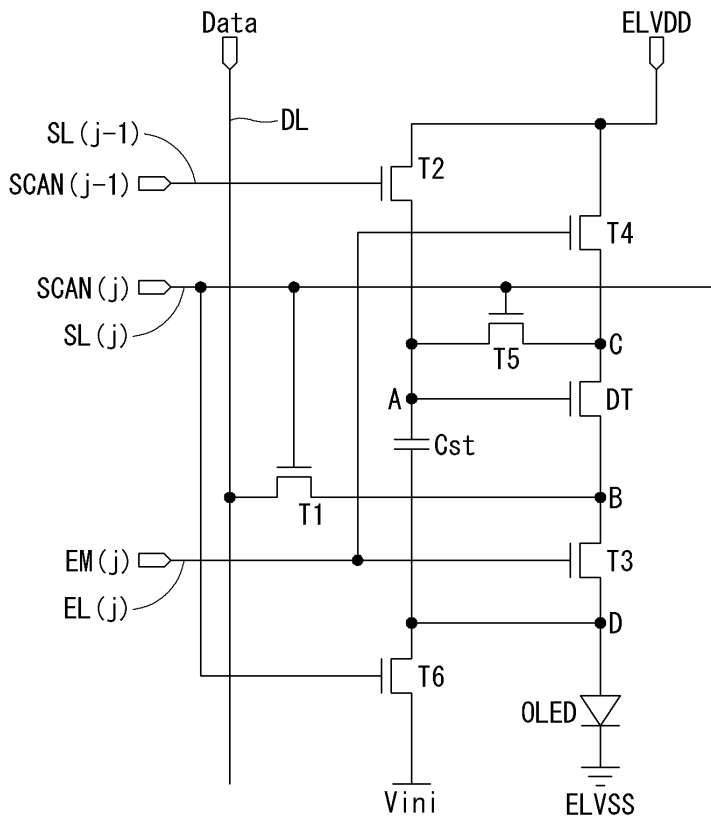 Data
ELVDD
SL(j-1)
DL
SCAN(j-1)
T2
T4
SCAN(j)
SL(j)
T5
C
A
DT
Cst
T1
B
EM(j)
T3
EL(j)
D
T6
OLED
Vini
ELVSS